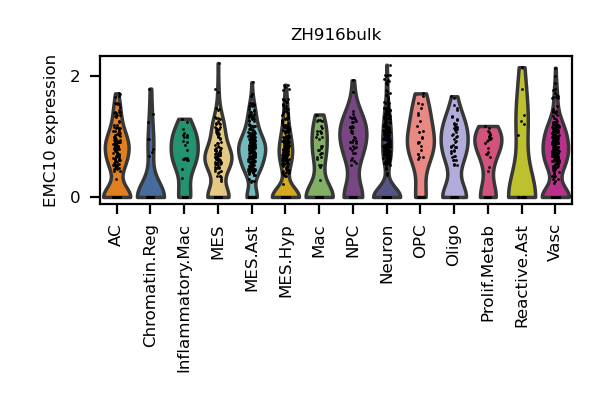 ZH916bulk
EMC10 expression
2
0
AC
Chromatin.Reg
Inflammatory.Mac
MES
MES.Ast
MES.Hyp
Mac
NPC
Neuron
OPC
Oligo
Prolif.Metab
Reactive.Ast
Vasc